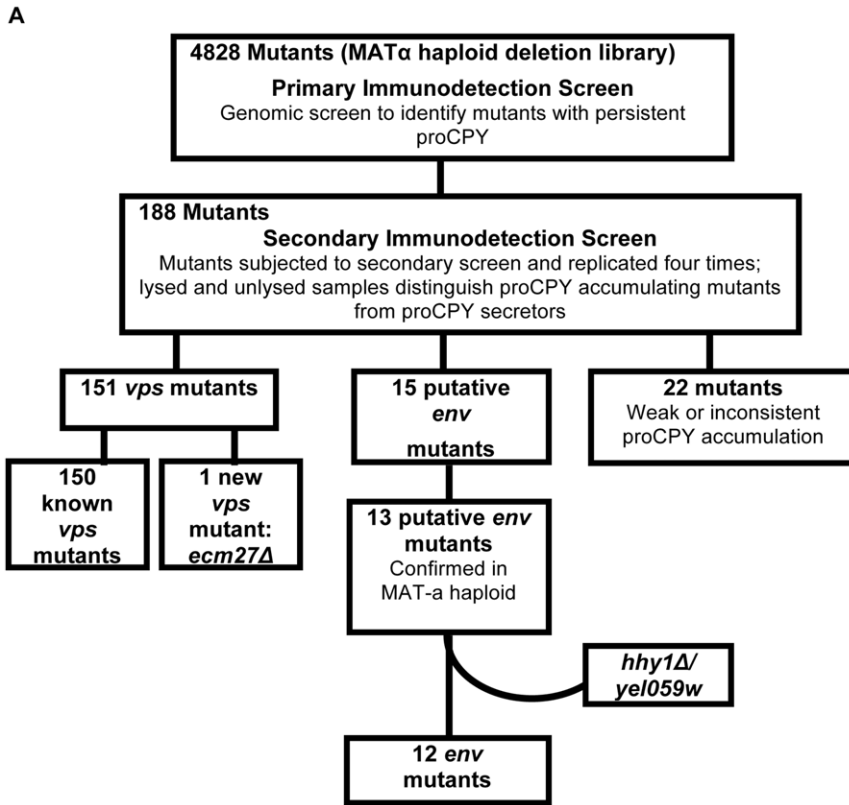 A
4828 Mutants (MATα haploid deletion library)
Primary Immunodetection Screen
Genomic screen to identify mutants with persistent
proCPY
188 Mutants
Secondary Immunodetection Screen
Mutants subjected to secondary screen and replicated four times;
lysed and unlysed samples distinguish proCPY accumulating mutants
from proCPY secretors
151 vps mutants
15 putative
env
mutants
22 mutants
Weak or inconsistent
proCPY accumulation
150
known
vps
mutants
1 new
vps
mutant:
ecm27Δ
13 putative env
mutants
Confirmed in
MAT-a haploid
hhy1Δ/
yel059w
12 env
mutants